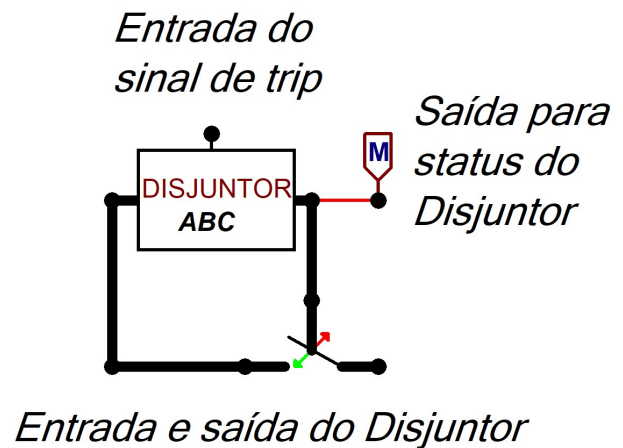 Entrada do
sinal de trip
Saída para
status do
Disjuntor
M
DISJUNTOR
ABC
Entrada e saída do Disjuntor